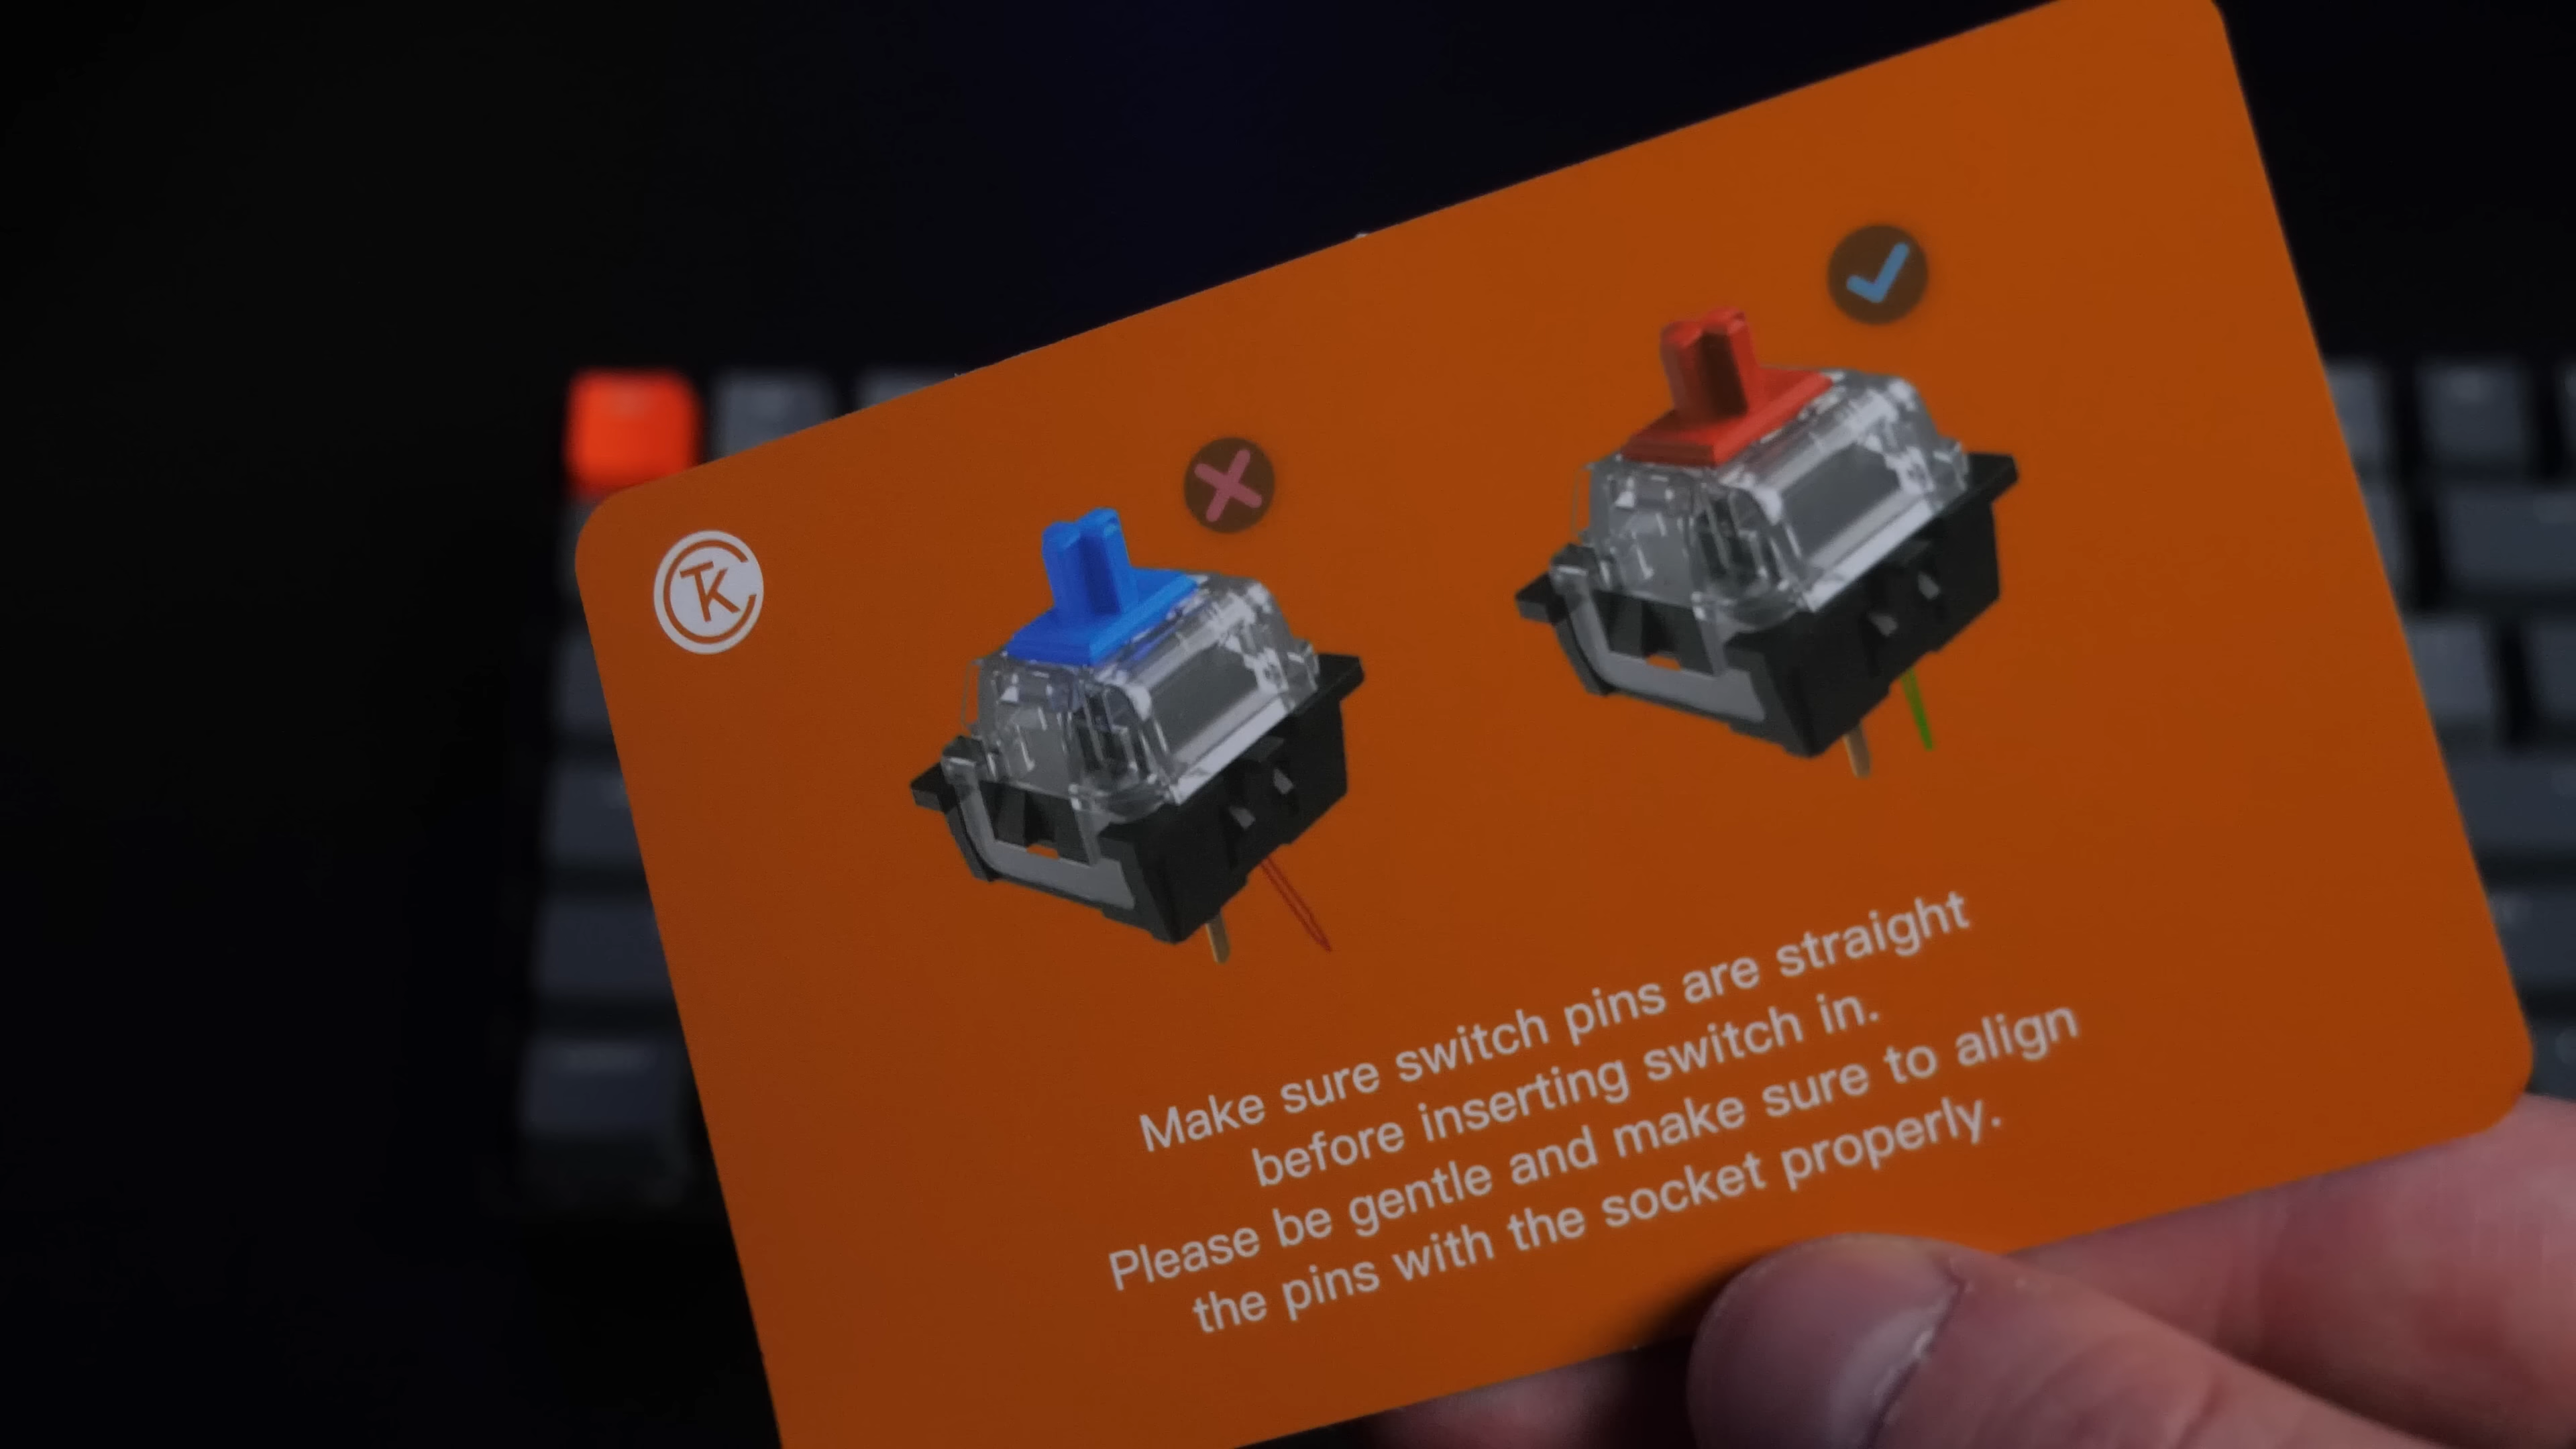 TK
Make sure switch pins are straight
before inserting switch in.
Please be gentle and make sure to align
the pins with the socket properly.